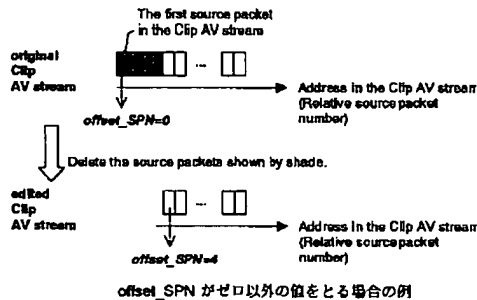 The first source packet
in the Clip AV stream
original
Clip
AV stream
...
Address in the Clip AV stream
(Relative source packet
number)
offset_SPN=0
Delete the source packets shown by shade.
edited
Clip
AV stream
...
Address in the Clip AV stream
(Relative source packet
number)
offset_SPN=4
offset_SPN がゼロ以外の値をとる場合の例